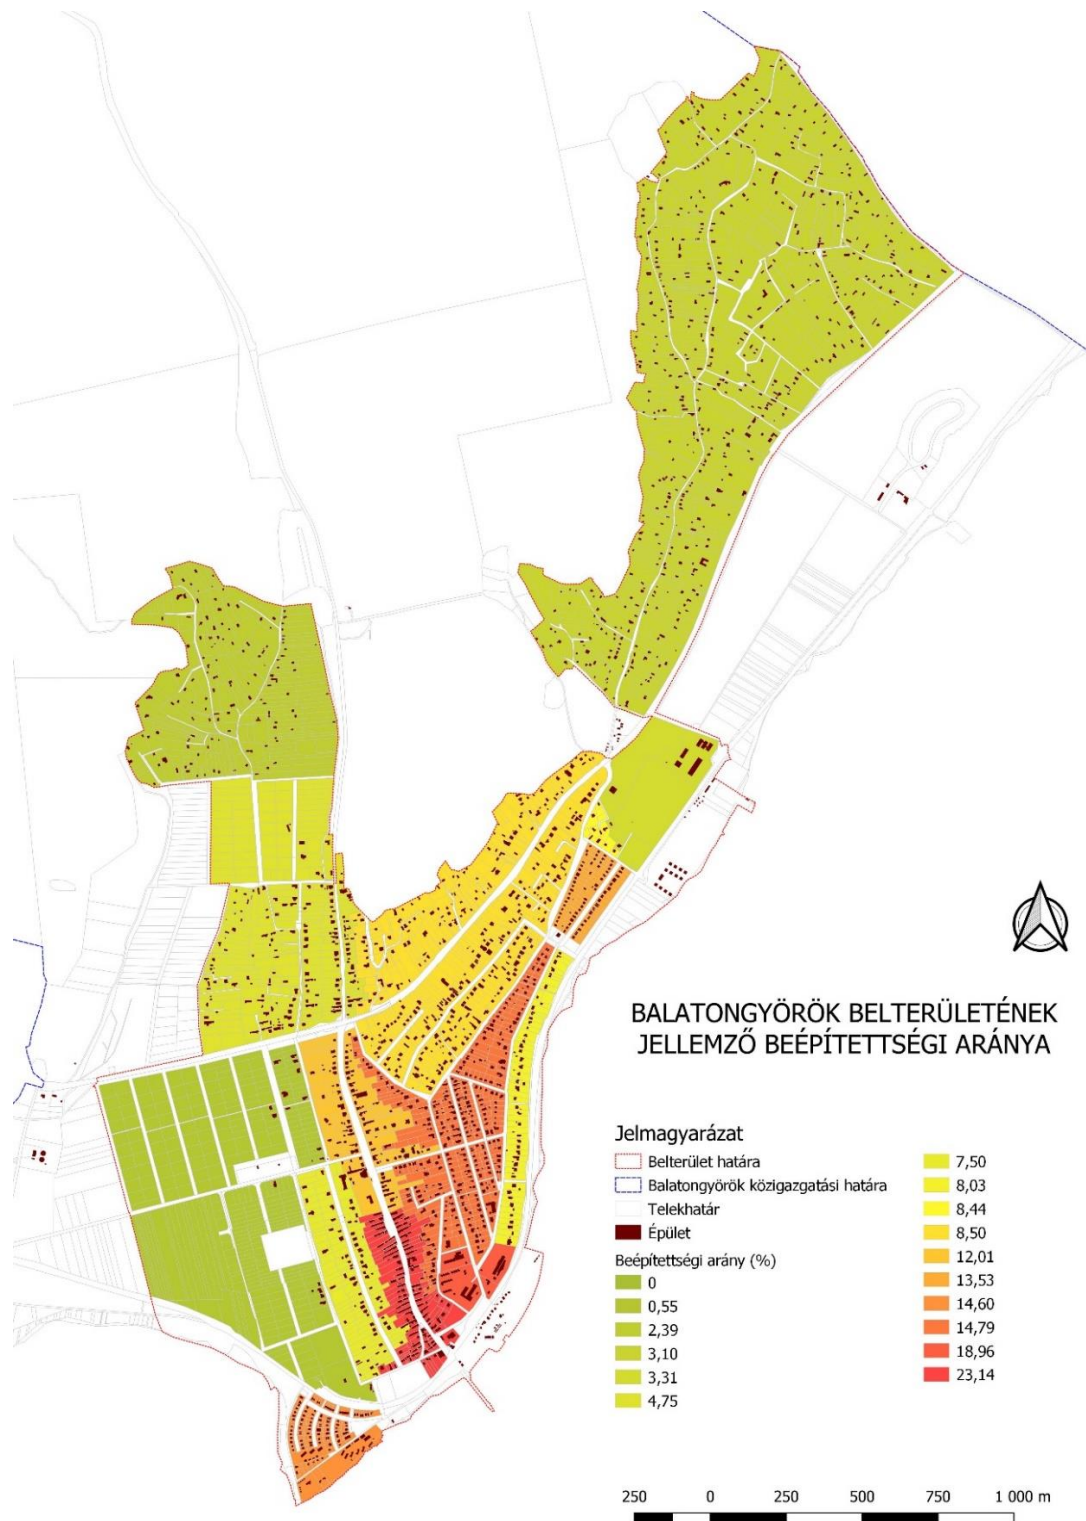 BALATONGYÖRÖK BELTERÜLETÉNEK
JELLEMZŐ BEÉPÍTETTSÉGI ARÁNYA
Jelmagyarázat
Belterület határa
Balatongyörök közigazgatási határa
Telekhatár
Épület
Beépítettségi arány (%)
0
0,55
2,39
3,10
3,31
4,75
7,50
8,03
8,44
8,50
12,01
13,53
14,60
14,79
18,96
23,14
250 0 250 500 750 1 000 m